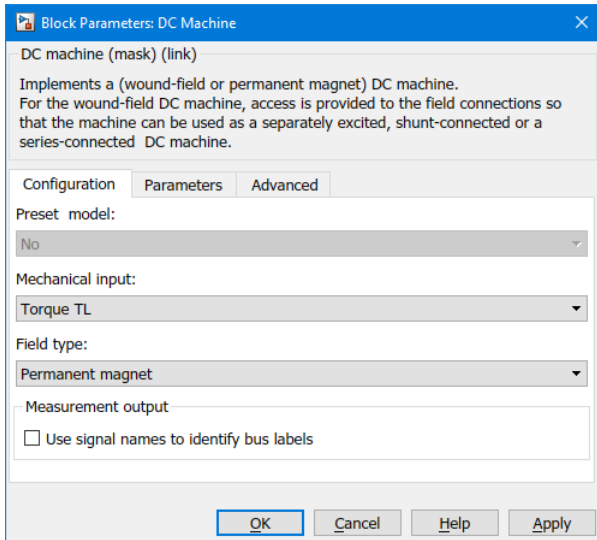 Block Parameters: DC Machine
DC machine (mask) (link)
Implements a (wound-field or permanent magnet) DC machine.
For the wound-field DC machine, access is provided to the field connections so
that the machine can be used as a separately excited, shunt-connected or a
series-connected  DC machine.
Configuration Parameters Advanced
Preset  model:
No
Mechanical input:
Torque TL
Field type:
Permanent magnet
Measurement output
Use signal names to identify bus labels
OK Cancel Help Apply